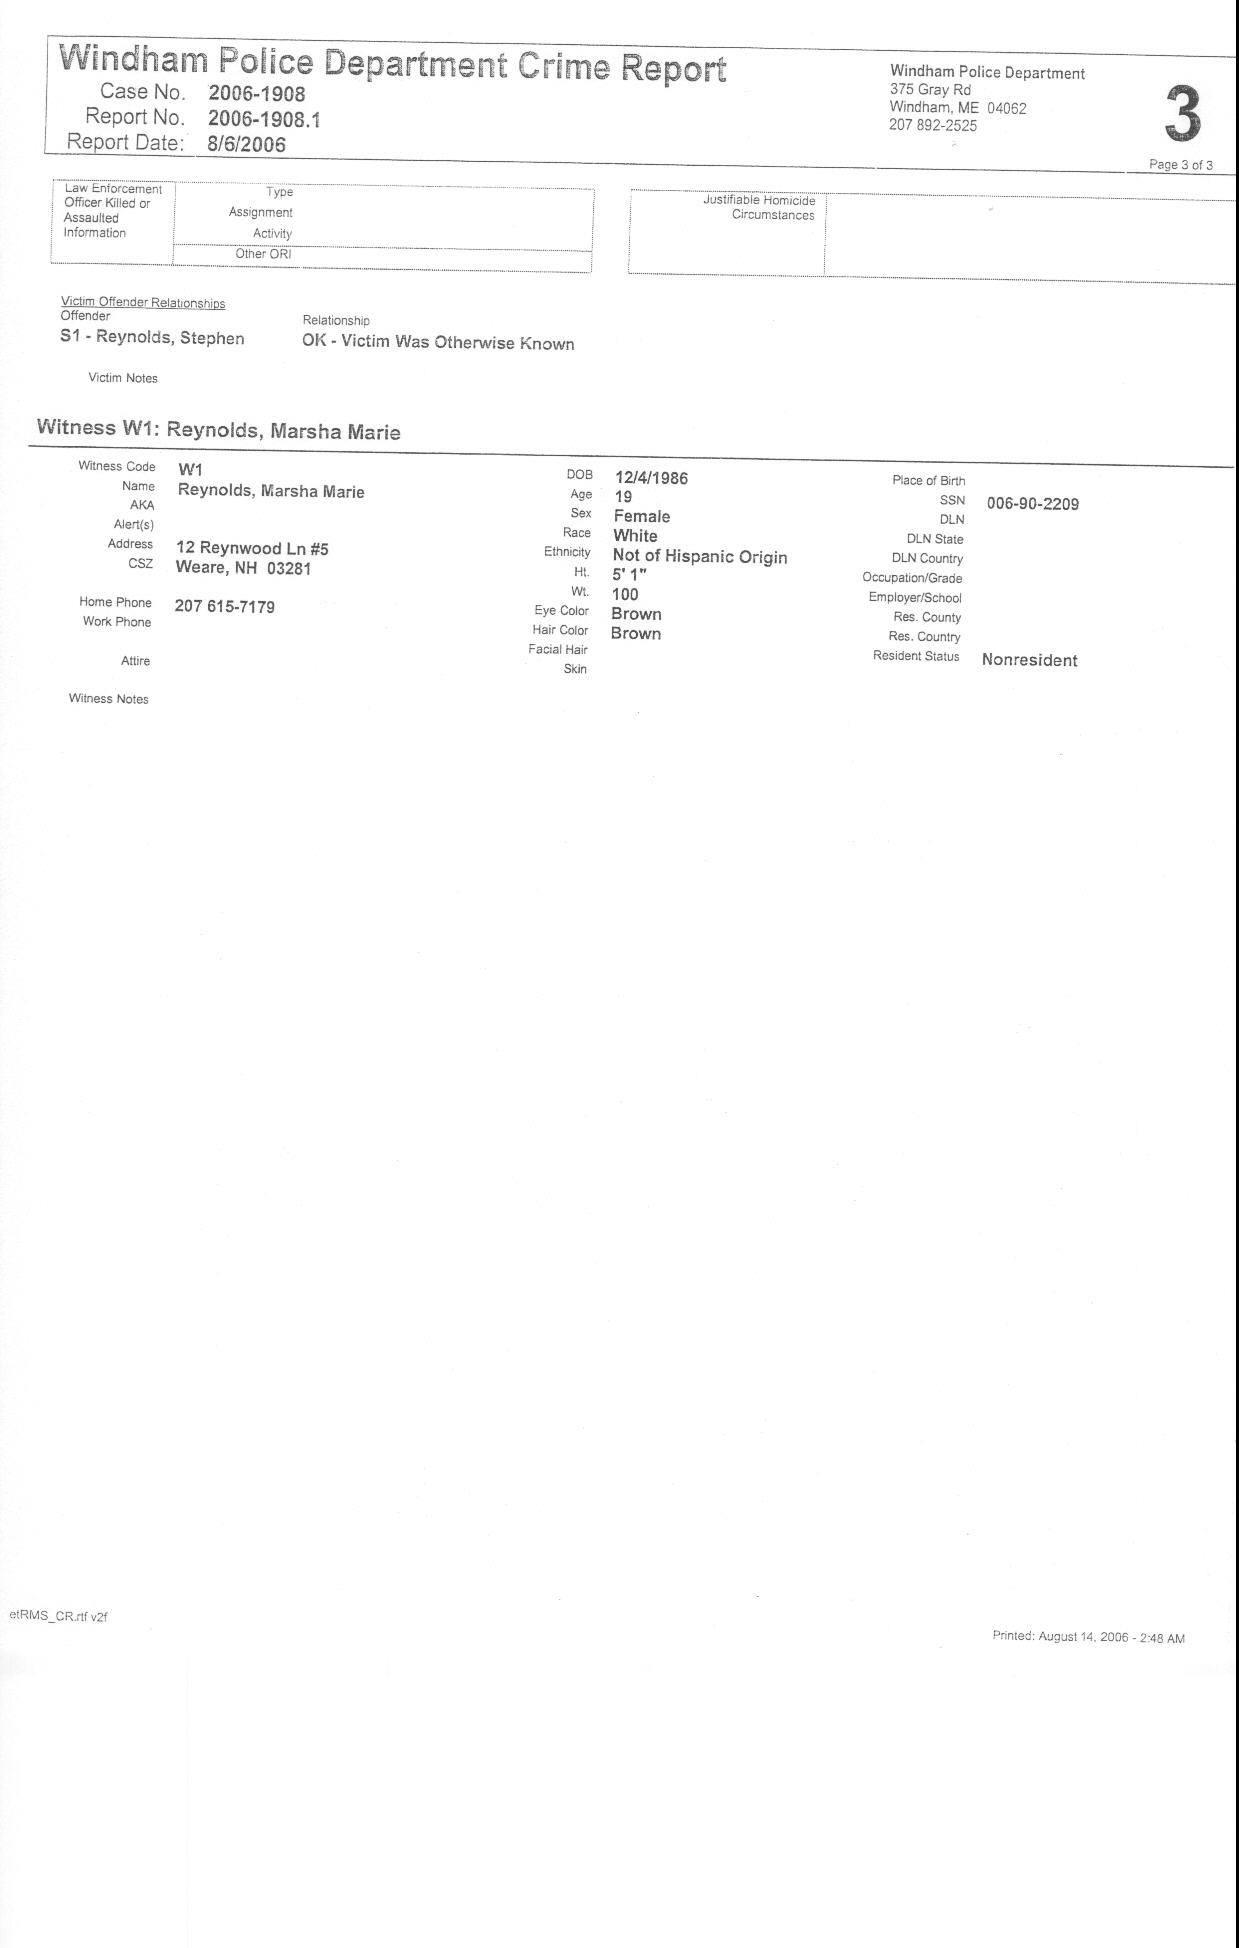 Windham Police Department Crime Report
Case No. 2006-1908
Report No. 2006-1908.1
Report Date: 8/6/2006
Windham Police Department
375 Gray Rd
Windham, ME 04062
207 892-2525
3
Page 3 of 3
Law Enforcement
Officer Killed or
Assaulted
Information
Type
Assignment
Activity
Other ORI
Justifiable Homicide
Circumstances
Victim Offender Relationships
Offender Relationship
S1 - Reynolds, Stephen OK - Victim Was Otherwise Known
Victim Notes
Witness W1: Reynolds, Marsha Marie
Witness Code W1
Name Reynolds, Marsha Marie
AKA
Alert(s)
Address 12 Reynwood Ln #5
CSZ Weare, NH 03281
Home Phone 207 615-7179
Work Phone
Attire
DOB 12/4/1986
Age 19
Sex Female
Race White
Ethnicity Not of Hispanic Origin
Ht. 5' 1"
Wt. 100
Eye Color Brown
Hair Color Brown
Facial Hair
Skin
Place of Birth
SSN 006-90-2209
DLN
DLN State
DLN Country
Occupation/Grade
Employer/School
Res. County
Res. Country
Resident Status Nonresident
Witness Notes
etRMS_CR.rtf v2f
Printed: August 14, 2006 - 2:48 AM